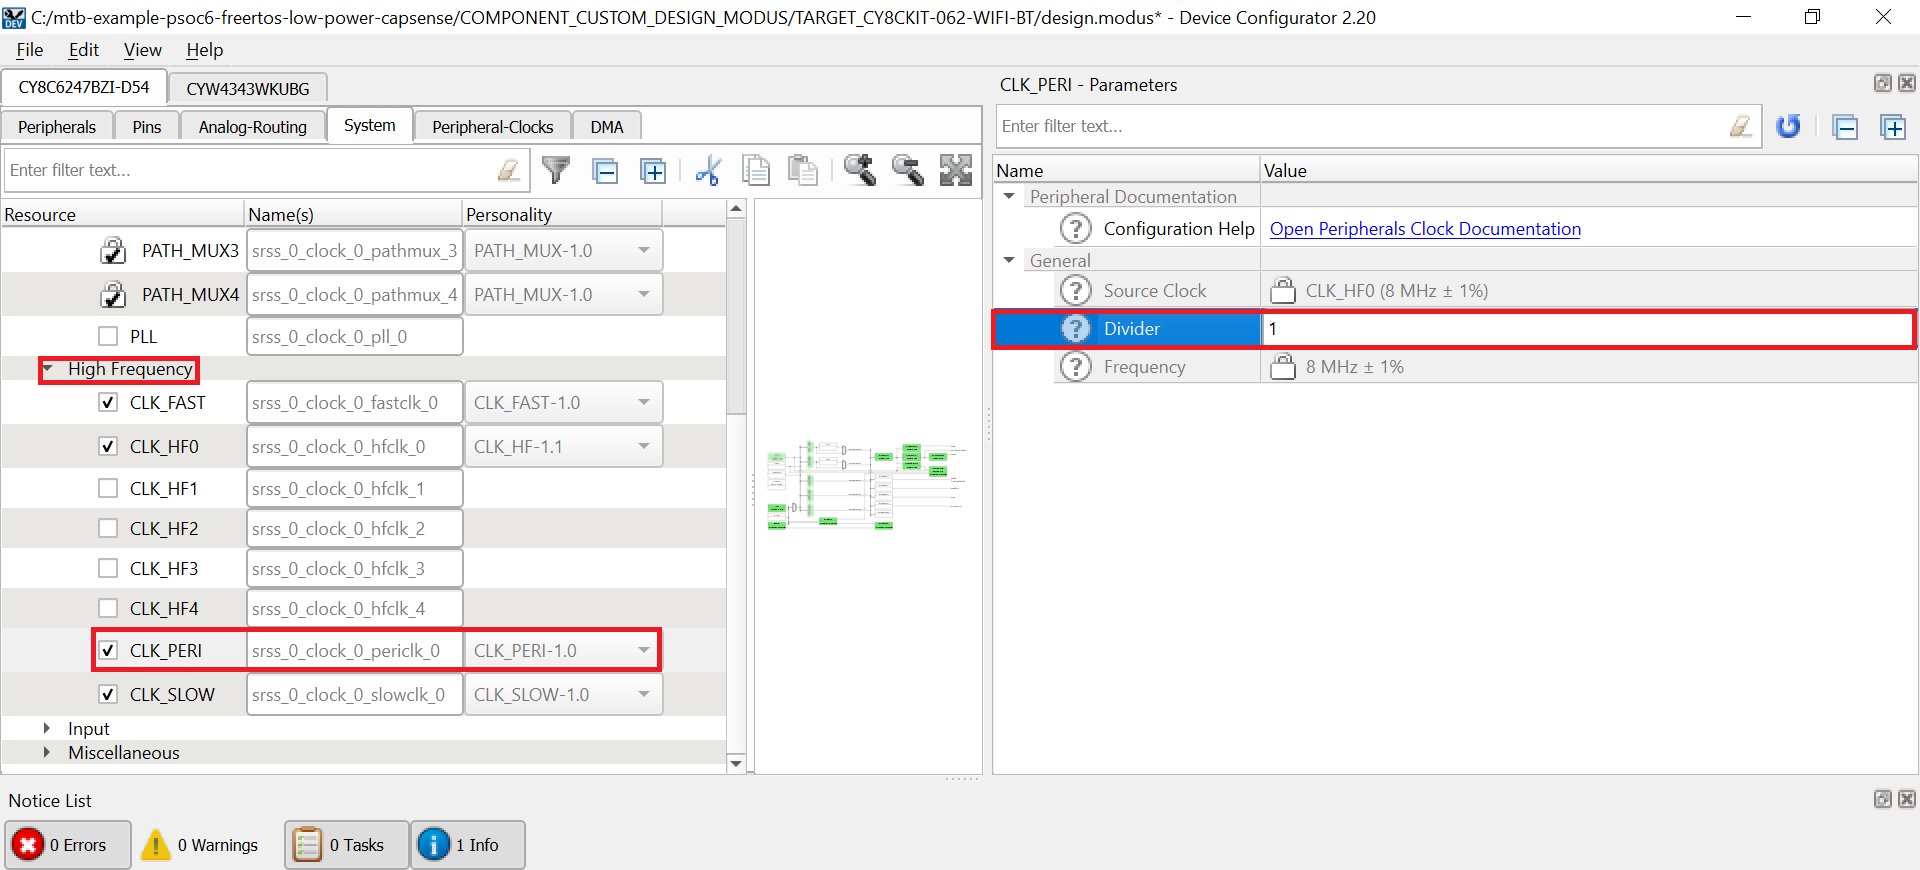 C:/mtb-example-psoc6-freertos-low-power-capsense/COMPONENT_CUSTOM_DESIGN_MODUS/TARGET_CY8CKIT-062-WIFI-BT/design.modus* - Device Configurator 2.20
File Edit View Help
CY8C6247BZI-D54 CYW4343WKUBG
Peripherals Pins Analog-Routing System Peripheral-Clocks DMA
Enter filter text...
Resource Name(s) Personality
PATH_MUX3 srss_0_clock_0_pathmux_3 PATH_MUX-1.0
PATH_MUX4 srss_0_clock_0_pathmux_4 PATH_MUX-1.0
PLL srss_0_clock_0_pll_0
High Frequency
CLK_FAST srss_0_clock_0_fastclk_0 CLK_FAST-1.0
CLK_HF0 srss_0_clock_0_hfclk_0 CLK_HF-1.1
CLK_HF1 srss_0_clock_0_hfclk_1
CLK_HF2 srss_0_clock_0_hfclk_2
CLK_HF3 srss_0_clock_0_hfclk_3
CLK_HF4 srss_0_clock_0_hfclk_4
CLK_PERI srss_0_clock_0_periclk_0 CLK_PERI-1.0
CLK_SLOW srss_0_clock_0_slowclk_0 CLK_SLOW-1.0
Input
Miscellaneous
CLK_PERI - Parameters
Enter filter text...
Name Value
Peripheral Documentation
Configuration Help Open Peripherals Clock Documentation
General
Source Clock CLK_HF0 (8 MHz ± 1%)
Divider 1
Frequency 8 MHz ± 1%
Notice List
0 Errors 0 Warnings 0 Tasks 1 Info
DEV